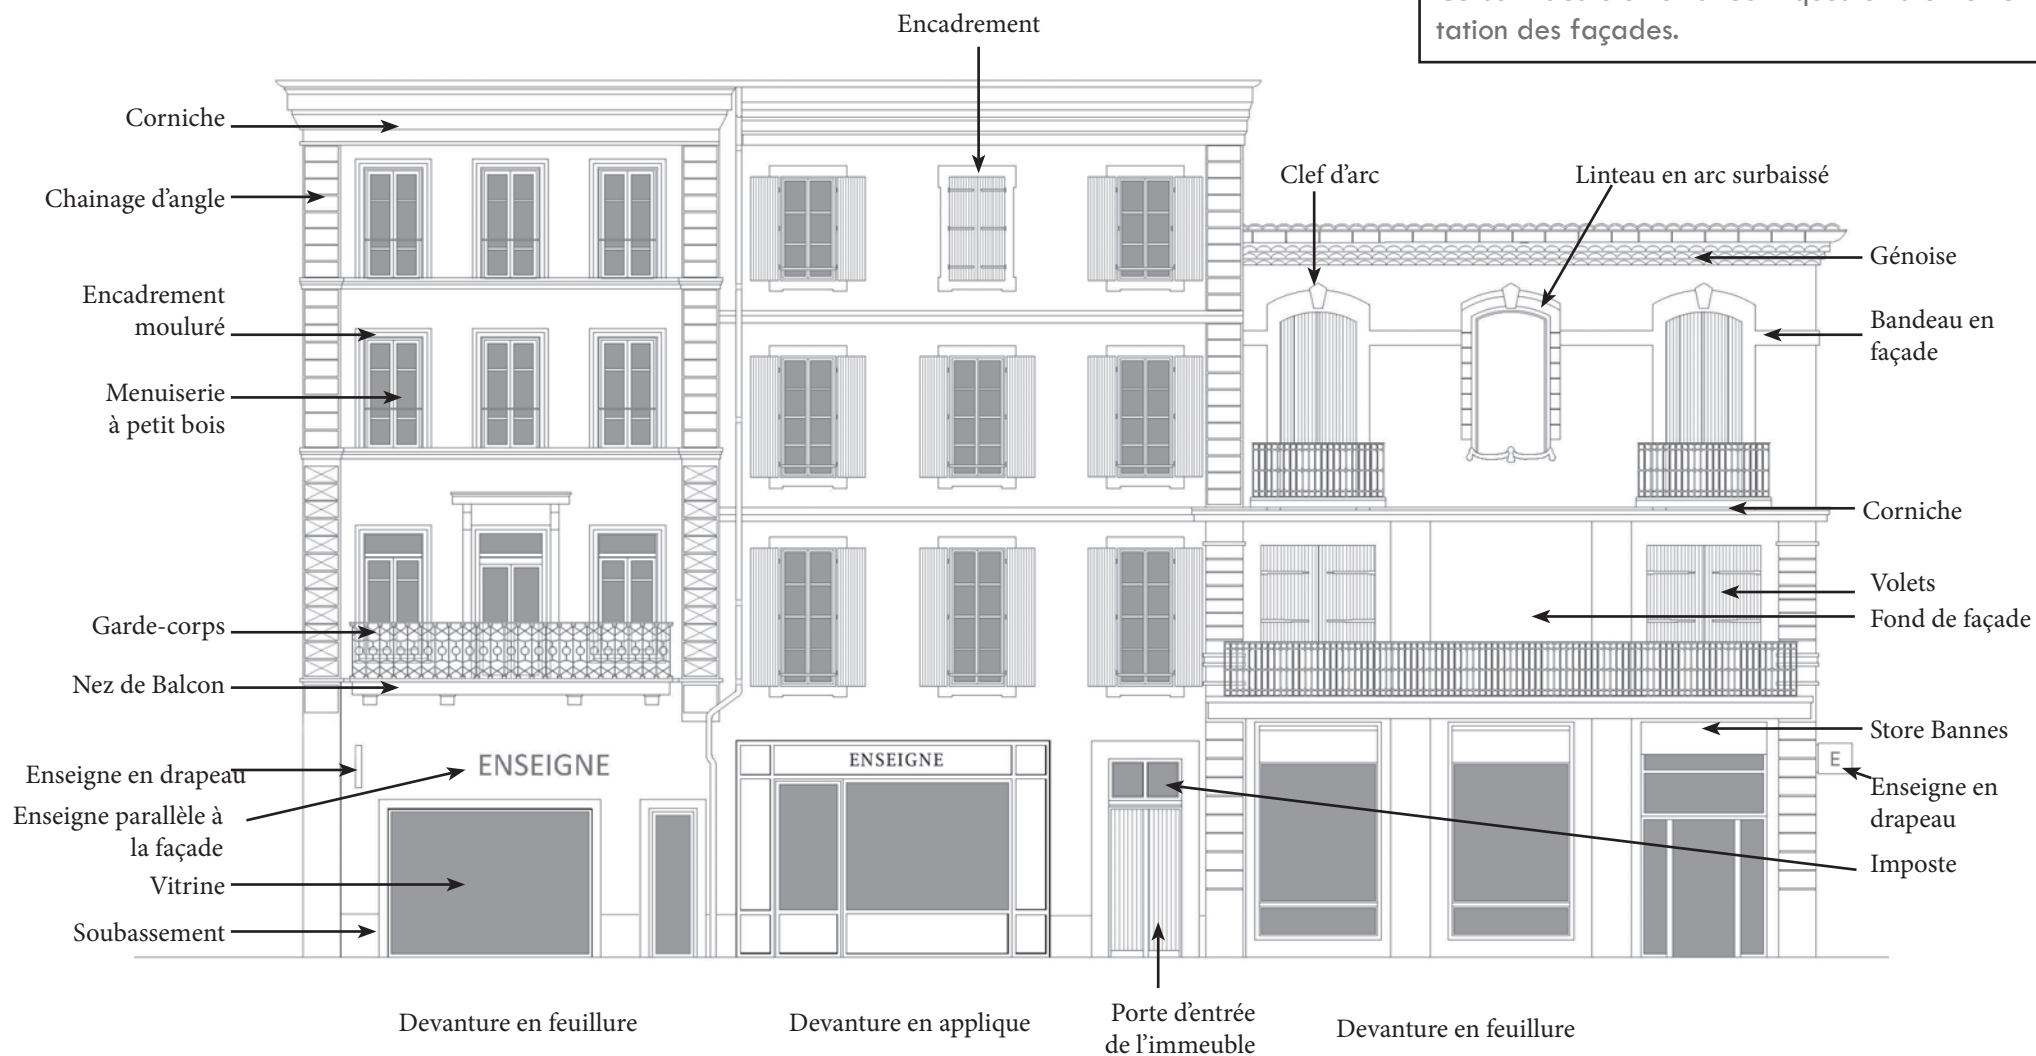 tation des façades.
Encadrement
Corniche
Chainage d'angle
Encadrement
mouluré
Menuiserie
à petit bois
Garde-corps
Nez de Balcon
Enseigne en drapeau
Enseigne parallèle à
la façade
Vitrine
Soubassement
Clef d'arc
Linteau en arc surbaissé
Génoise
Bandeau en
façade
Corniche
Volets
Fond de façade
Store Bannes
Enseigne en
drapeau
Imposte
ENSEIGNE
ENSEIGNE
E
Devanture en feuillure
Devanture en applique
Porte d'entrée
de l'immeuble
Devanture en feuillure